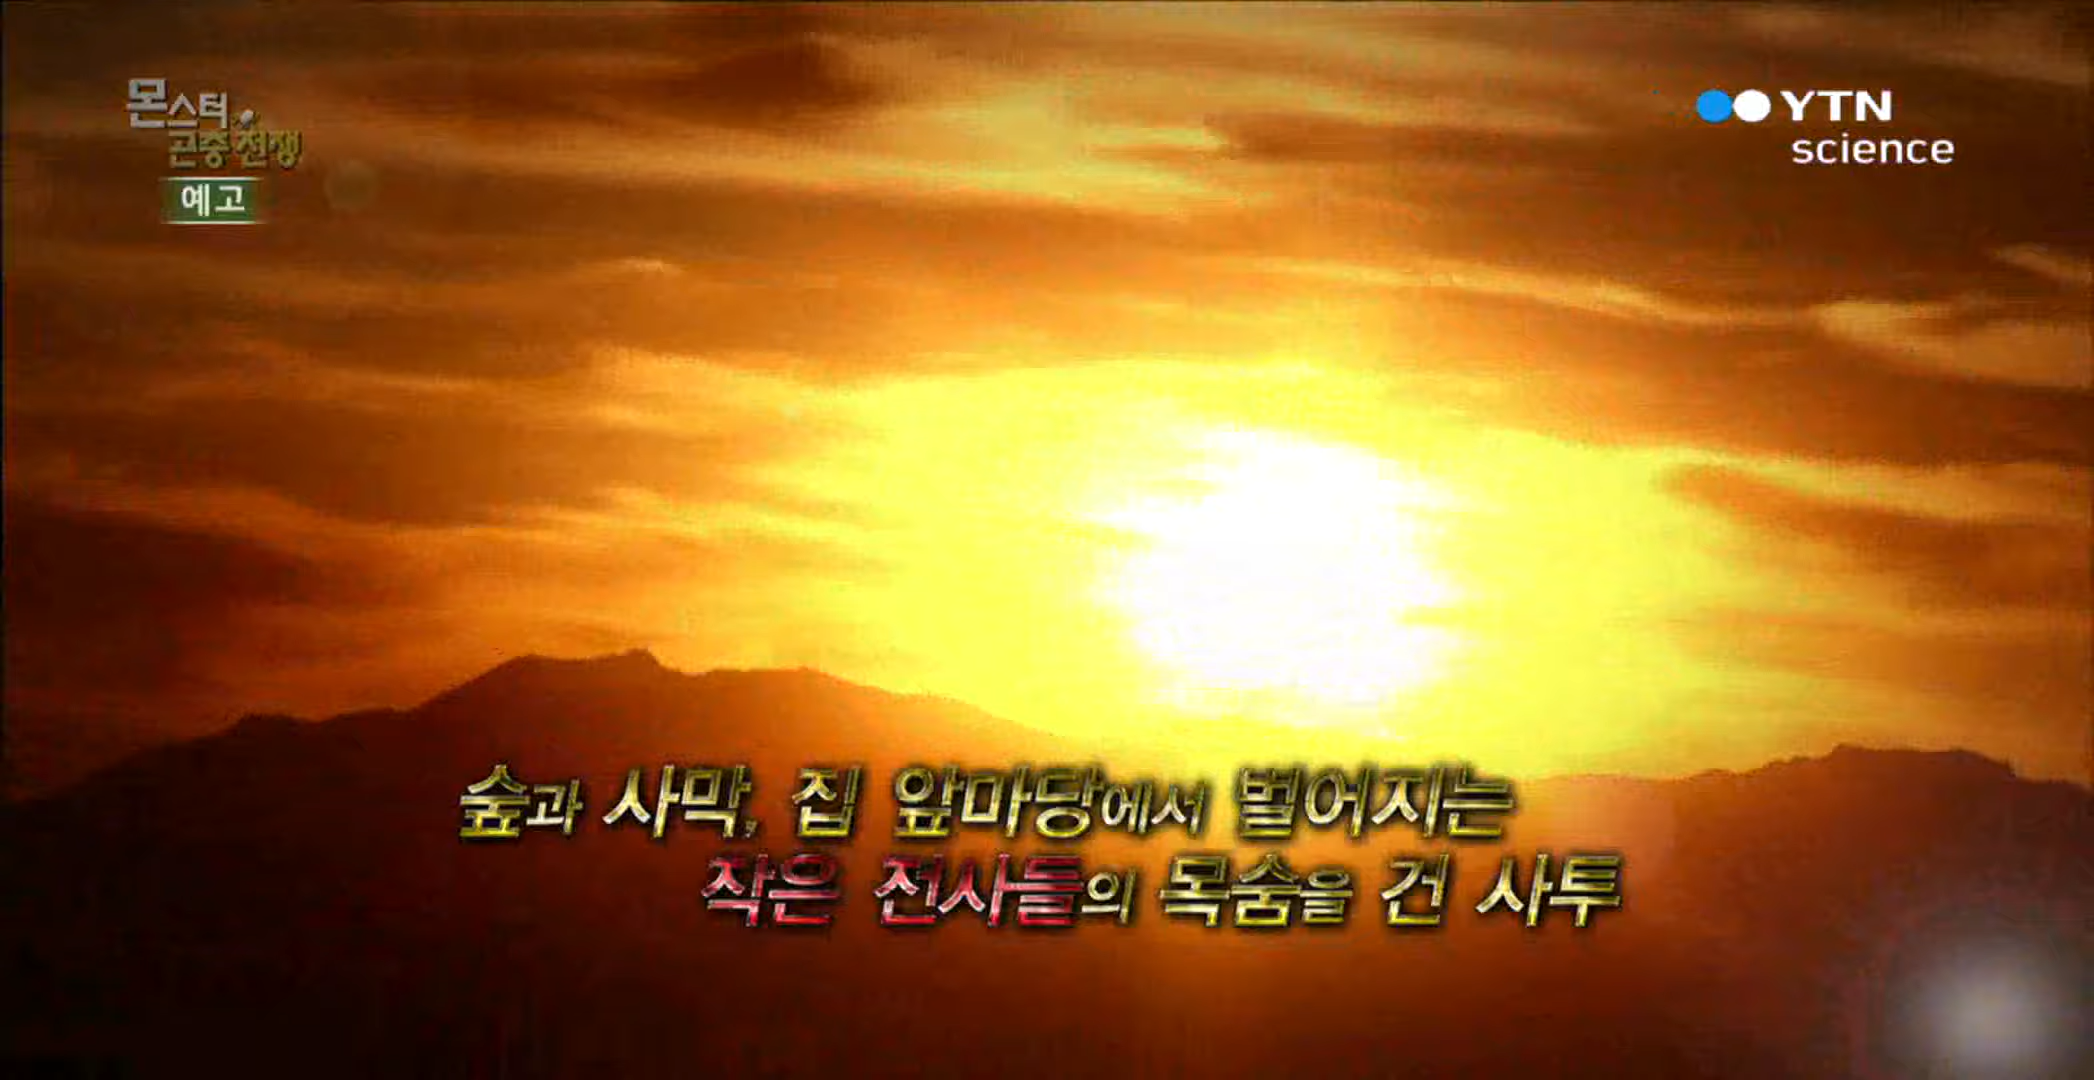 몬스터
곤충전쟁
예고
YTN
science
숲과 사막, 집 앞마당에서 벌어지는
작은 전사들의 목숨을 건 사투